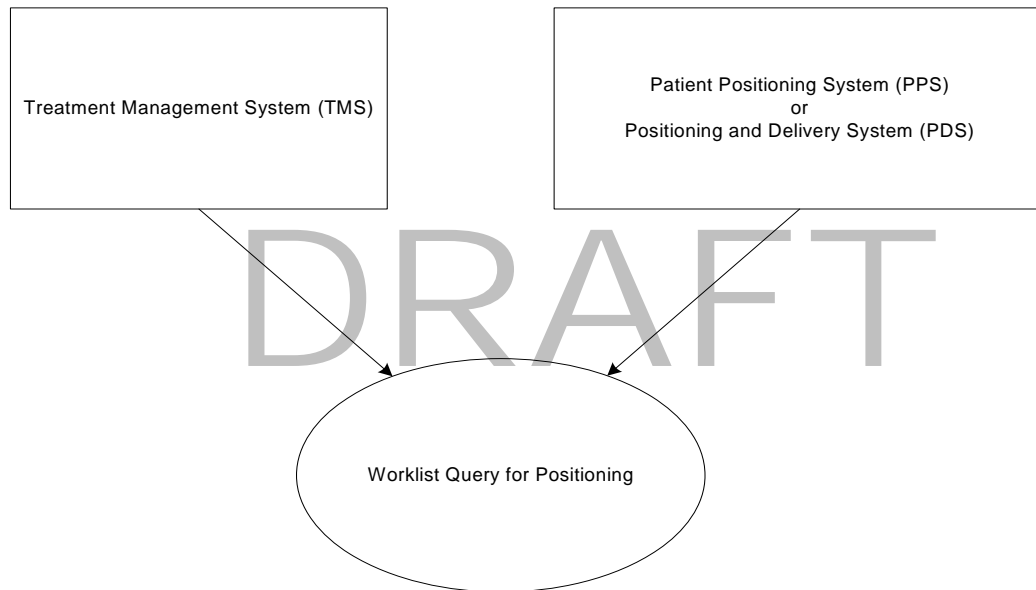 Treatment Management System (TMS)
Patient Positioning System (PPS)
or
Positioning and Delivery System (PDS)
DRAFT
Worklist Query for Positioning